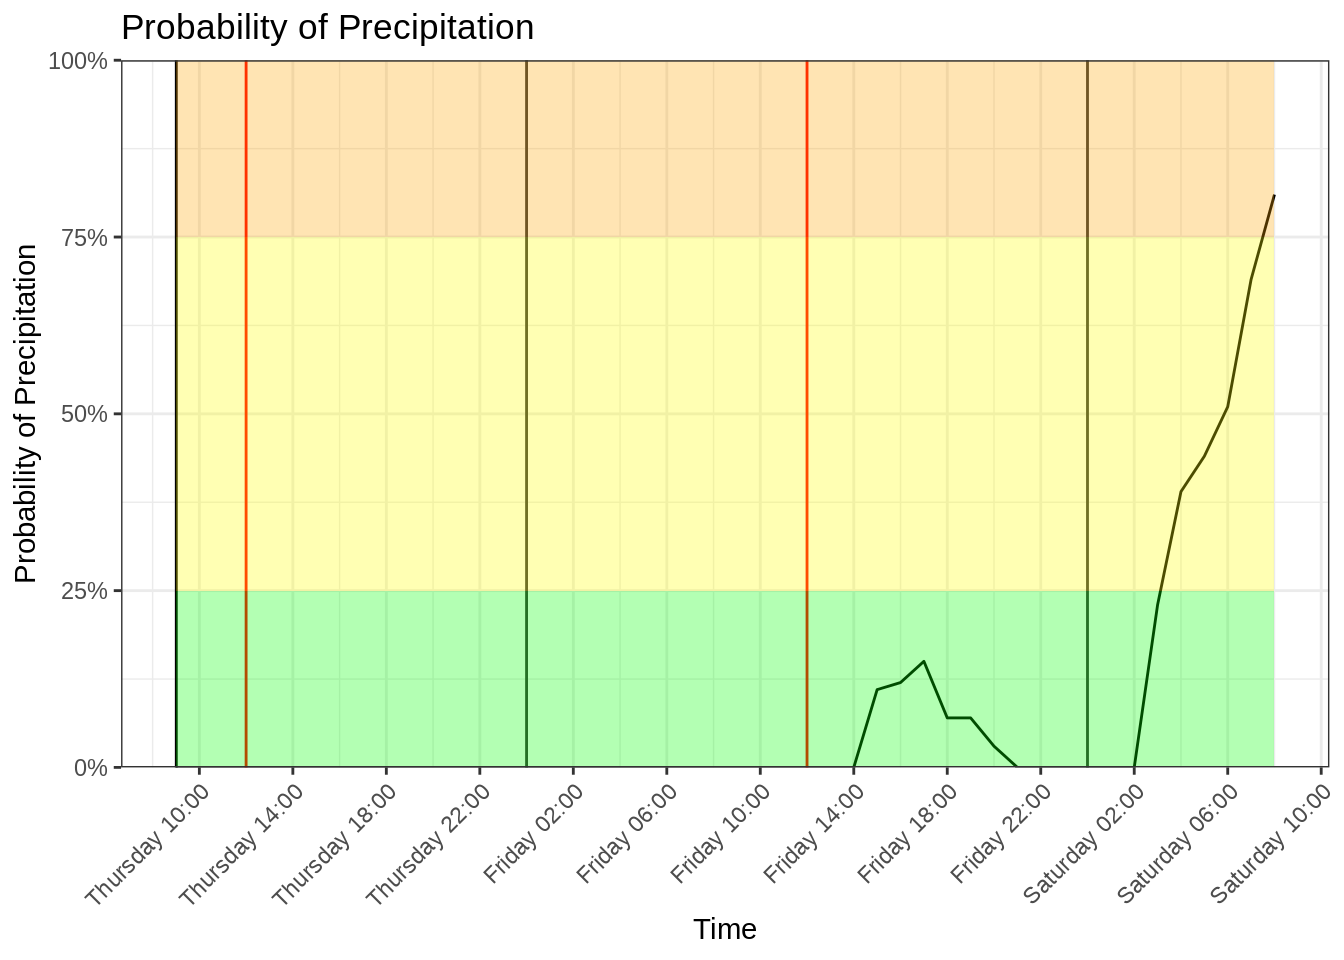 Probability of Precipitation
Probability of Precipitation
100%
75%
50%
25%
0%
Thursday 10:00
Thursday 14:00
Thursday 18:00
Thursday 22:00
Friday 02:00
Friday 06:00
Friday 10:00
Friday 14:00
Friday 18:00
Friday 22:00
Saturday 02:00
Saturday 06:00
Saturday 10:00
Time